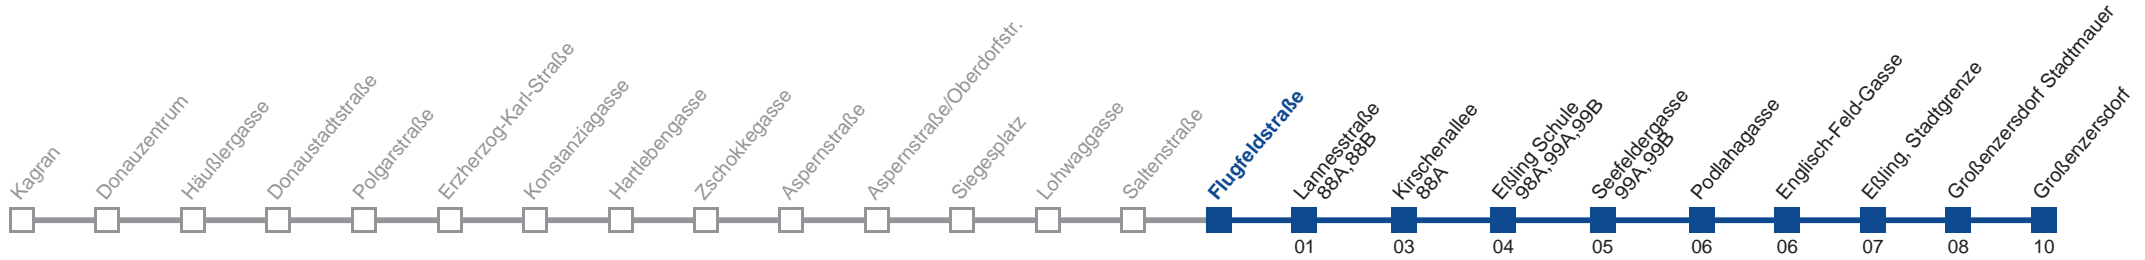 Kagran
Donauzentrum
Häußlergasse
Donaustadtstraße
Polgarstraße
Erzherzog-Karl-Straße
Konstanziagasse
Hartlebengasse
Zschokkegasse
Aspernstraße
Aspernstraße/Oberdorfstr.
Siegesplatz
Lohwaggasse
Saltenstraße
Flugfeldstraße
Lannesstraße
88A,88B
Kirschenallee
88A
Eßling Schule
98A,99A,99B
Seefeldergasse
99A,99B
Podlahagasse
Englisch-Feld-Gasse
Eßling, Stadtgrenze
Großenzersdorf Stadtmauer
Großenzersdorf
01
03
04
05
06
06
07
08
10